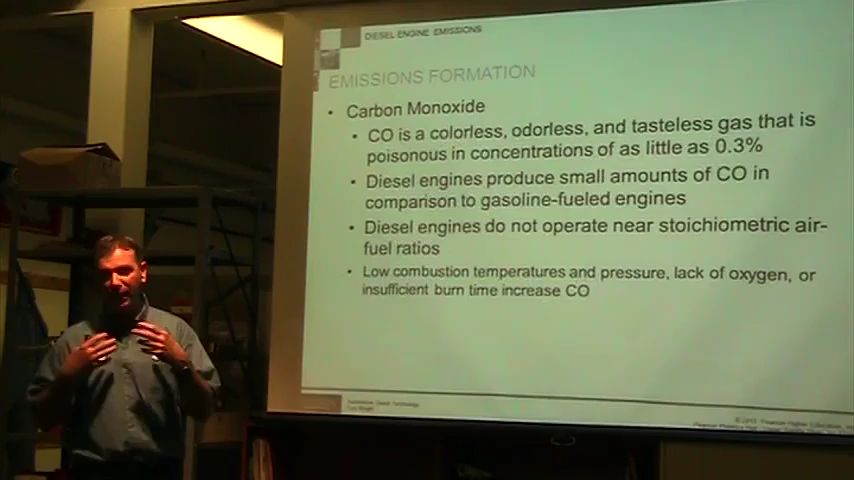 DIESEL ENGINE EMISSIONS
EMISSIONS FORMATION
• Carbon Monoxide
• CO is a colorless, odorless, and tasteless gas that is
poisonous in concentrations of as little as 0.3%
• Diesel engines produce small amounts of CO in
comparison to gasoline-fueled engines
• Diesel engines do not operate near stoichiometric air-
fuel ratios
• Low combustion temperatures and pressure, lack of oxygen, or
insufficient burn time increase CO
Automotive Diesel Technology